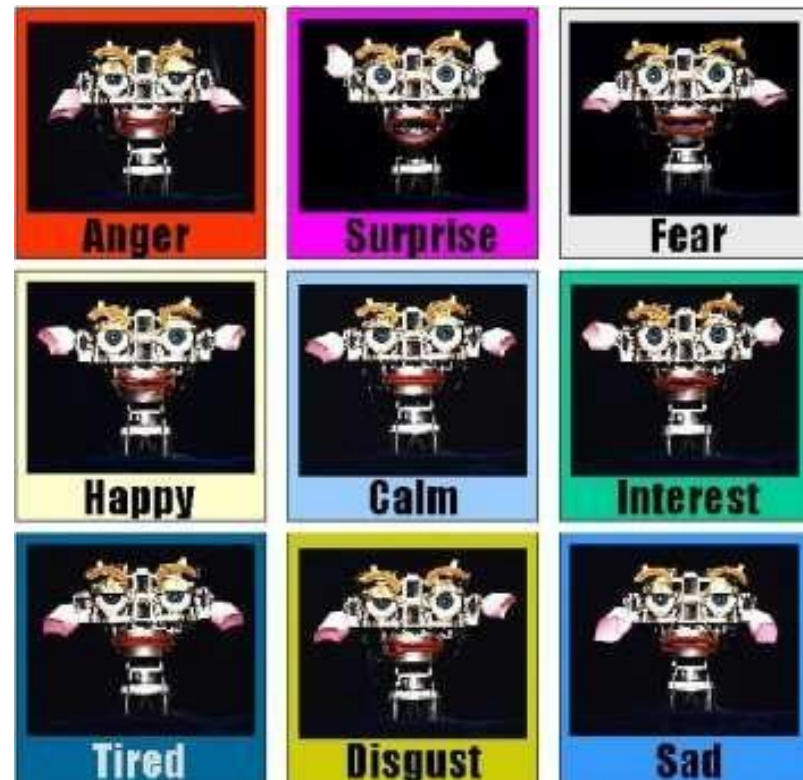 Anger
Surprise
Fear
Happy
Calm
Interest
Tired
Disgust
Sad